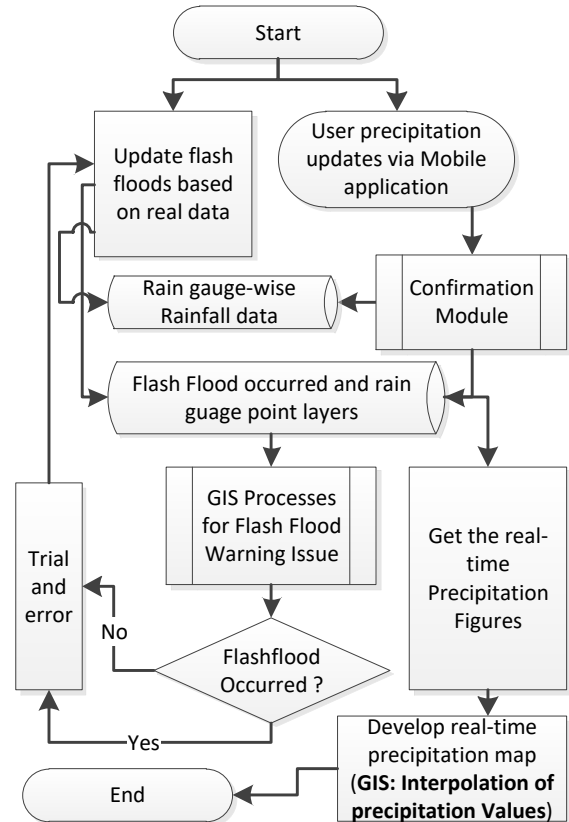 Start
Update flash
floods based
on real data
User precipitation
updates via Mobile
application
Rain gauge-wise
Rainfall data
Confirmation
Module
Flash Flood occurred and rain
guage point layers
GIS Processes
for Flash Flood
Warning Issue
Trial
and
error
Get the real-
time
Precipitation
Figures
No
Flashflood
Occurred ?
Yes
Develop real-time
precipitation map
(GIS: Interpolation of
precipitation Values)
End